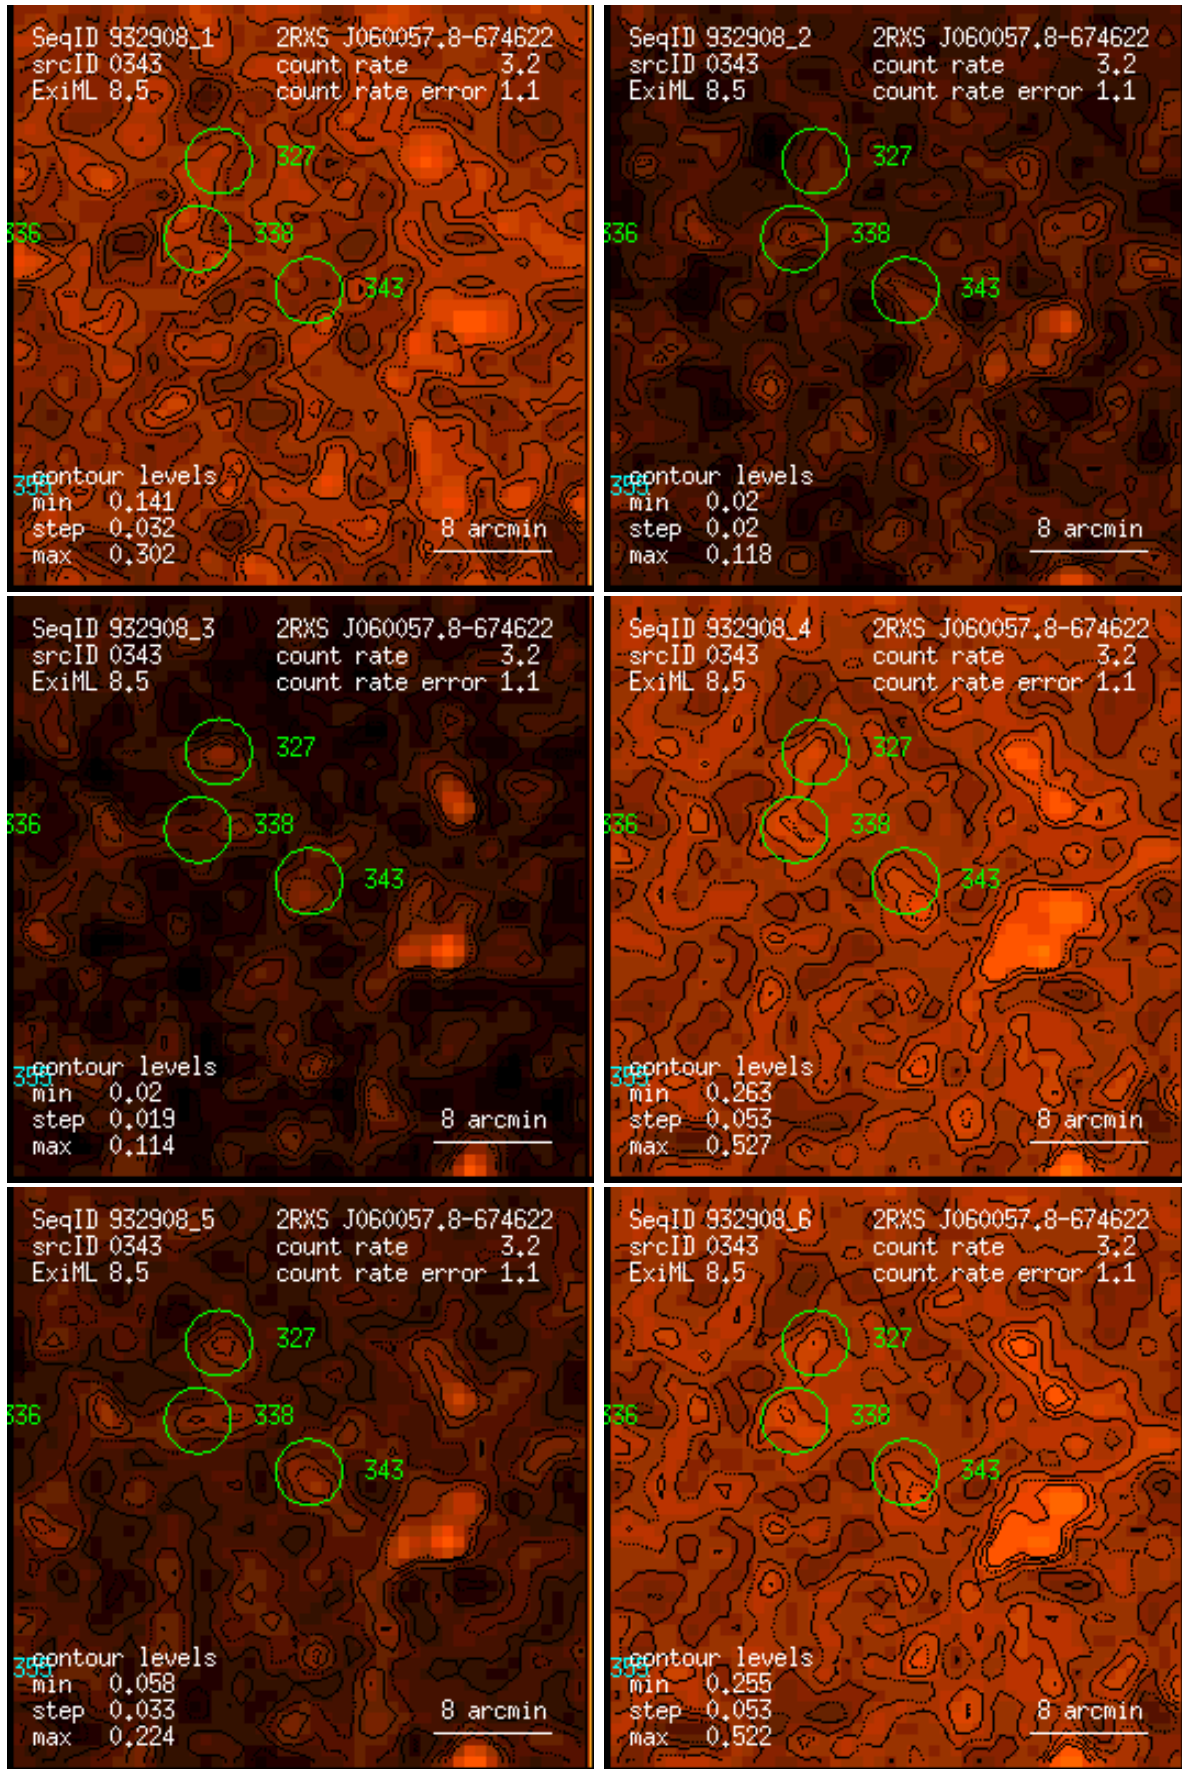 SeqID 932908_1 2RXS J060057.8-674622
srcID 0343 count rate 3.2
ExiML 8.5 count rate error 1.1
327
336 338
343
355
contour levels
min 0.141
step 0.032 8 arcmin
max 0.302
SeqID 932908_2 2RXS J060057.8-674622
srcID 0343 count rate 3.2
ExiML 8.5 count rate error 1.1
327
336 338
343
355
contour levels
min 0.02
step 0.02 8 arcmin
max 0.118
SeqID 932908_3 2RXS J060057.8-674622
srcID 0343 count rate 3.2
ExiML 8.5 count rate error 1.1
327
336 338
343
355
contour levels
min 0.02
step 0.019 8 arcmin
max 0.114
SeqID 932908_4 2RXS J060057.8-674622
srcID 0343 count rate 3.2
ExiML 8.5 count rate error 1.1
327
336 338
343
355
contour levels
min 0.263
step 0.053 8 arcmin
max 0.527
SeqID 932908_5 2RXS J060057.8-674622
srcID 0343 count rate 3.2
ExiML 8.5 count rate error 1.1
327
336 338
343
355
contour levels
min 0.058
step 0.033 8 arcmin
max 0.224
SeqID 932908_6 2RXS J060057.8-674622
srcID 0343 count rate 3.2
ExiML 8.5 count rate error 1.1
327
336 338
343
355
contour levels
min 0.255
step 0.053 8 arcmin
max 0.522